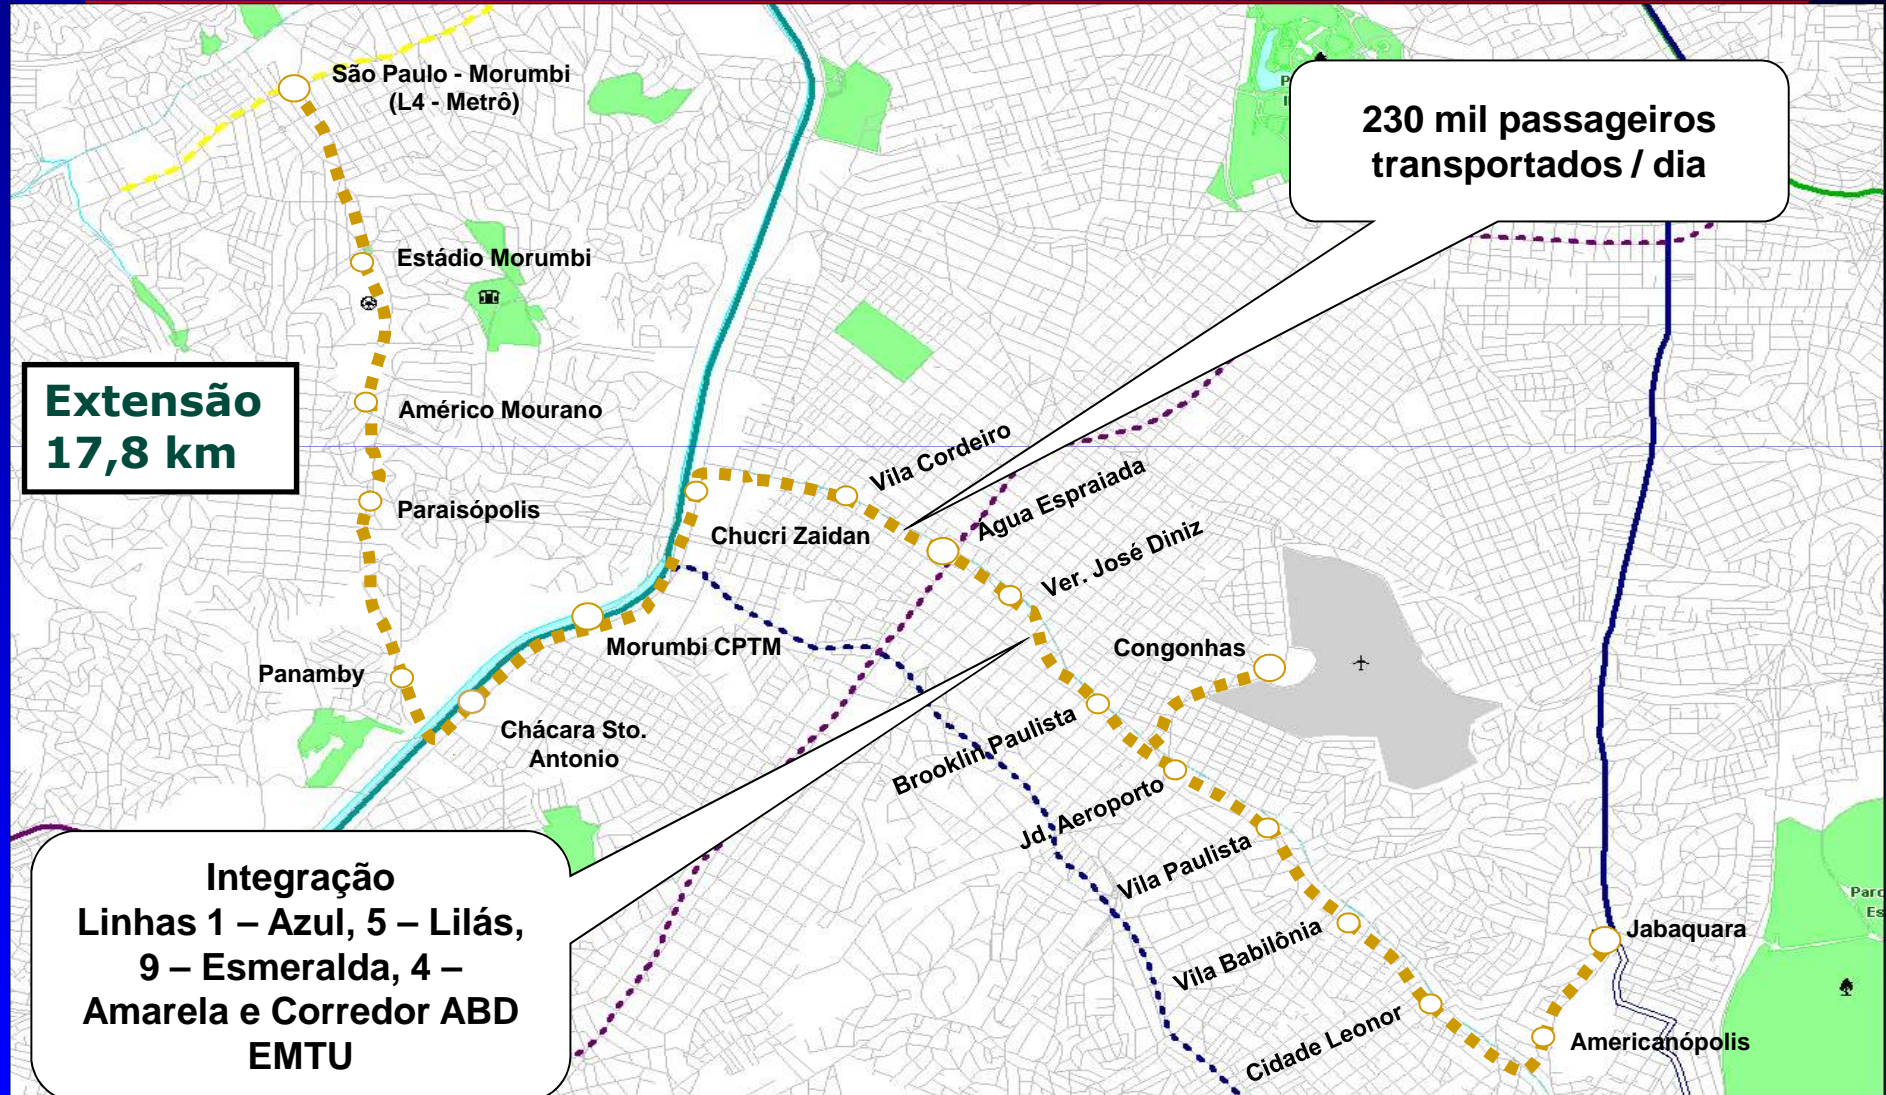 São Paulo - Morumbi
(L4 - Metrô)
230 mil passageiros
transportados / dia
Estádio Morumbi
Extensão
17,8 km
Américo Mourano
Paraisópolis
Vila Cordeiro
Agua Espraiada
Chucri Zaidan
Ver. José Diniz
Morumbi CPTM
Congonhas
Panamby
Chácara Sto.
Antonio
Brooklin Paulista
Jd. Aeroporto
Vila Paulista
Vila Babilônia
Cidade Leonor
Jabaquara
Americanópolis
Integração
Linhas 1 – Azul, 5 – Lilás,
9 – Esmeralda, 4 –
Amarela e Corredor ABD
EMTU
Parc
Es